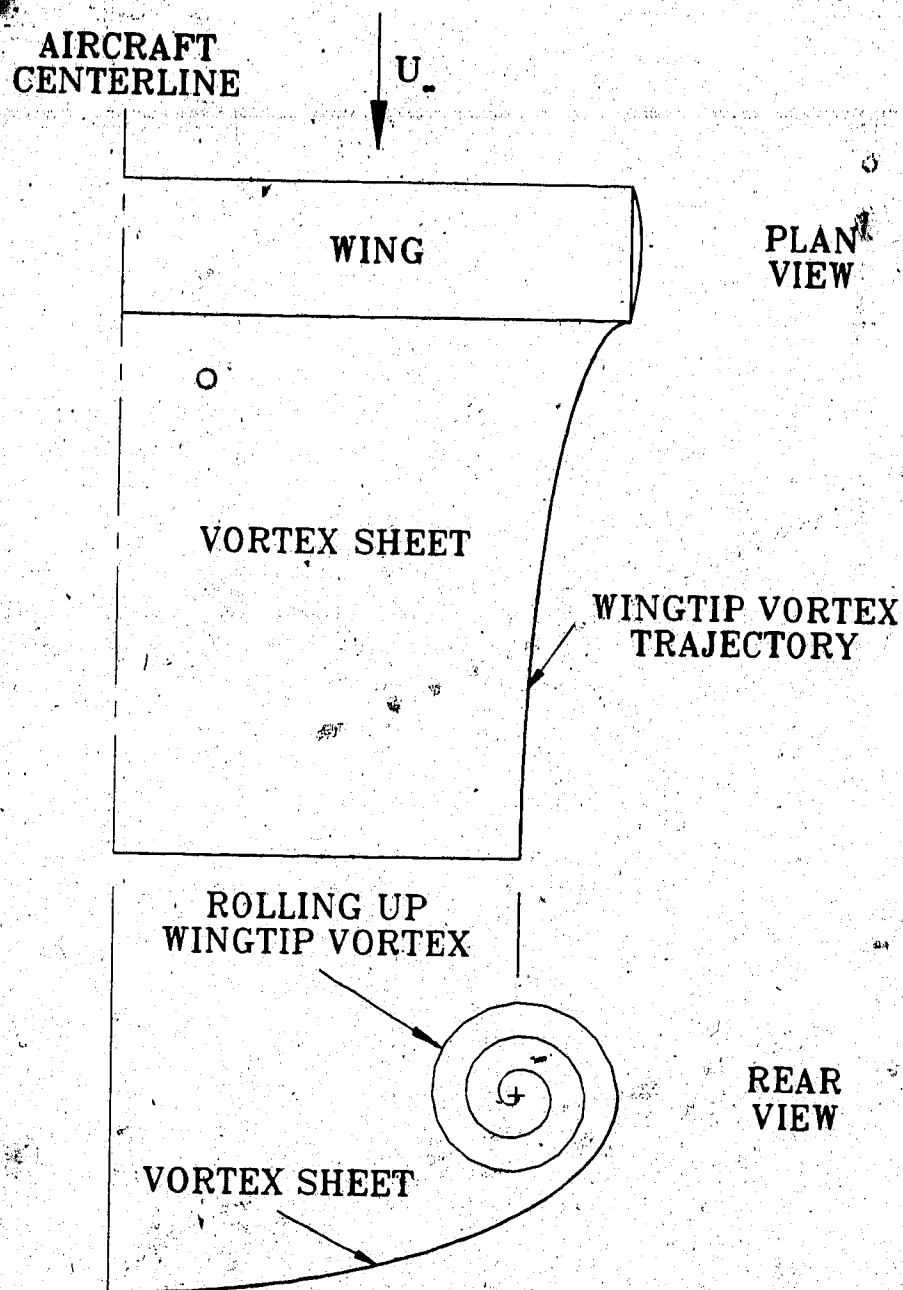 AIRCRAFT
CENTERLINE
U∞
WING
PLAN
VIEW
VORTEX SHEET
WINGTIP VORTEX
TRAJECTORY
ROLLING UP
WINGTIP VORTEX
REAR
VIEW
VORTEX SHEET